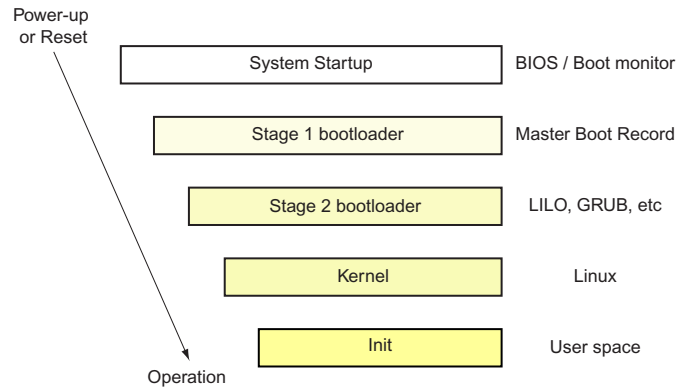 Power-up
or Reset
System Startup
BIOS / Boot monitor
Stage 1 bootloader
Master Boot Record
Stage 2 bootloader
LILO, GRUB, etc
Kernel
Linux
Init
User space
Operation